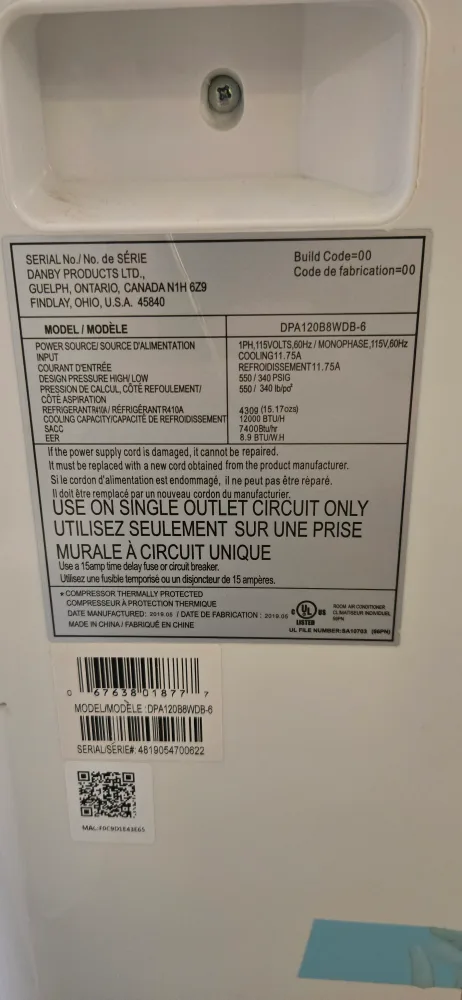 SERIAL No./ No. de SÉRIE
DANBY PRODUCTS LTD.,
GUELPH, ONTARIO, CANADA N1H 6Z9
FINDLAY, OHIO, U.S.A. 45840
Build Code=00
Code de fabrication=00
MODEL / MODÈLE DPA120B8WDB-6
POWER SOURCE/ SOURCE D'ALIMENTATION 1PH,115VOLTS,60Hz / MONOPHASE,115V,60Hz
INPUT COOLING11.75A
COURANT D'ENTRÉE REFROIDISSEMENT11.75A
DESIGN PRESSURE HIGH/ LOW 550 / 340 PSIG
PRESSION DE CALCUL, CÔTÉ REFOULEMENT/ 550 / 340 lb/po²
CÔTÉ ASPIRATION
REFRIGERANTR410A/ RÉFRIGÉRANTR410A 430g (15.17ozs)
COOLING CAPACITY/CAPACITÉ DE REFROIDISSEMENT 12000 BTU/H
SACC 7400Btu/hr
EER 8.9 BTU/W.H
If the power supply cord is damaged, it cannot be repaired.
It must be replaced with a new cord obtained from the product manufacturer.
Si le cordon d'alimentation est endommagé, il ne peut pas être réparé.
Il doit être remplacé par un nouveau cordon du manufacturier.
USE ON SINGLE OUTLET CIRCUIT ONLY
UTILISEZ SEULEMENT SUR UNE PRISE
MURALE À CIRCUIT UNIQUE
Use a 15amp time delay fuse or circuit breaker.
Utilisez une fusible temporisé ou un disjoncteur de 15 ampères.
*COMPRESSOR THERMALLY PROTECTED
COMPRESSEUR À PROTECTION THERMIQUE
DATE MANUFACTURED: 2019.05 / DATE DE FABRICATION: 2019.05
MADE IN CHINA / FABRIQUÉ EN CHINE
c UL US
LISTED
ROOM AIR CONDITIONER
CLIMATISEUR INDIVIDUEL
56PN
UL FILE NUMBER:SA10703 (56PN)
0 67638 01877 7
MODEL/MODÈLE :DPA120B8WDB-6
SERIAL/SÉRIE#: 4819054700622